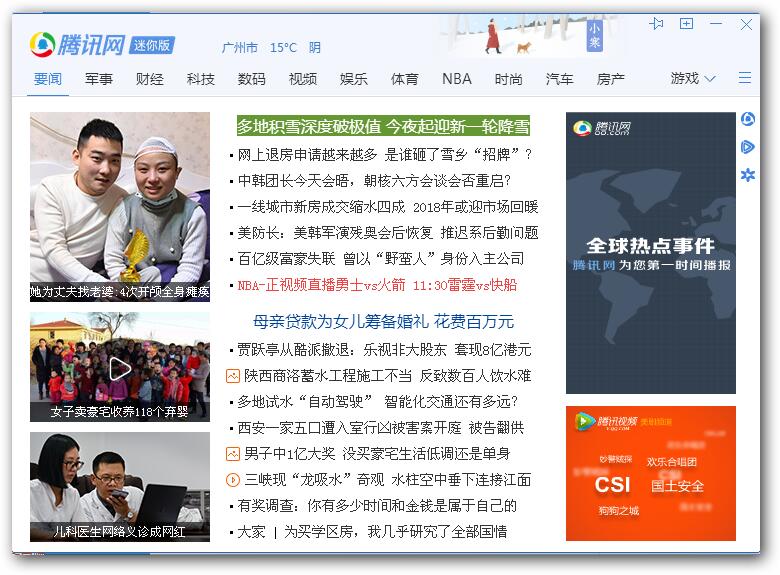 腾讯网 迷你版
广州市 15°C 阴
小寒
要闻 军事 财经 科技 数码 视频 娱乐 体育 NBA 时尚 汽车 房产 游戏
她为丈夫找老婆:4次开颅全身瘫痪
女子卖豪宅收养118个弃婴
儿科医生网络义诊成网红
多地积雪深度破极值 今夜起迎新一轮降雪
网上退房申请越来越多 是谁砸了雪乡“招牌”?
中韩团长今天会晤，朝核六方会谈会否重启?
一线城市新房成交缩水四成 2018年或迎市场回暖
美防长：美韩军演残奥会后恢复 推迟系后勤问题
百亿级富豪失联 曾以“野蛮人”身份入主公司
NBA-正视频直播勇士vs火箭 11:30雷霆vs快船
母亲贷款为女儿筹备婚礼 花费百万元
贾跃亭从酷派撤退：乐视非大股东 套现8亿港元
陕西商洛蓄水工程施工不当 反致数百人饮水难
多地试水“自动驾驶” 智能化交通还有多远?
西安一家五口遭入室行凶被害案开庭 被告翻供
男子中1亿大奖 没买豪宅生活低调还是单身
三峡现“龙吸水”奇观 水柱空中垂下连接江面
有奖调查：你有多少时间和金钱是属于自己的
大家 | 为买学区房，我几乎研究了全部国情
腾讯网
QQ.COM
全球热点事件
腾讯网为您第一时间播报
腾讯视频 美剧频道
V.QQ.COM
妙警贼探 欢乐合唱团
CSI 国土安全
狗狗之城